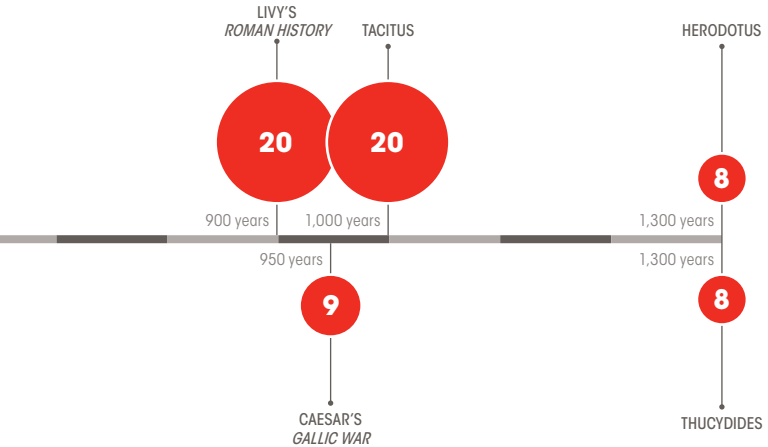 LIVY'S
ROMAN HISTORY
TACITUS
HERODOTUS
20
20
8
900 years
1,000 years
1,300 years
950 years
1,300 years
9
8
CAESAR'S
GALLIC WAR
THUCYDIDES